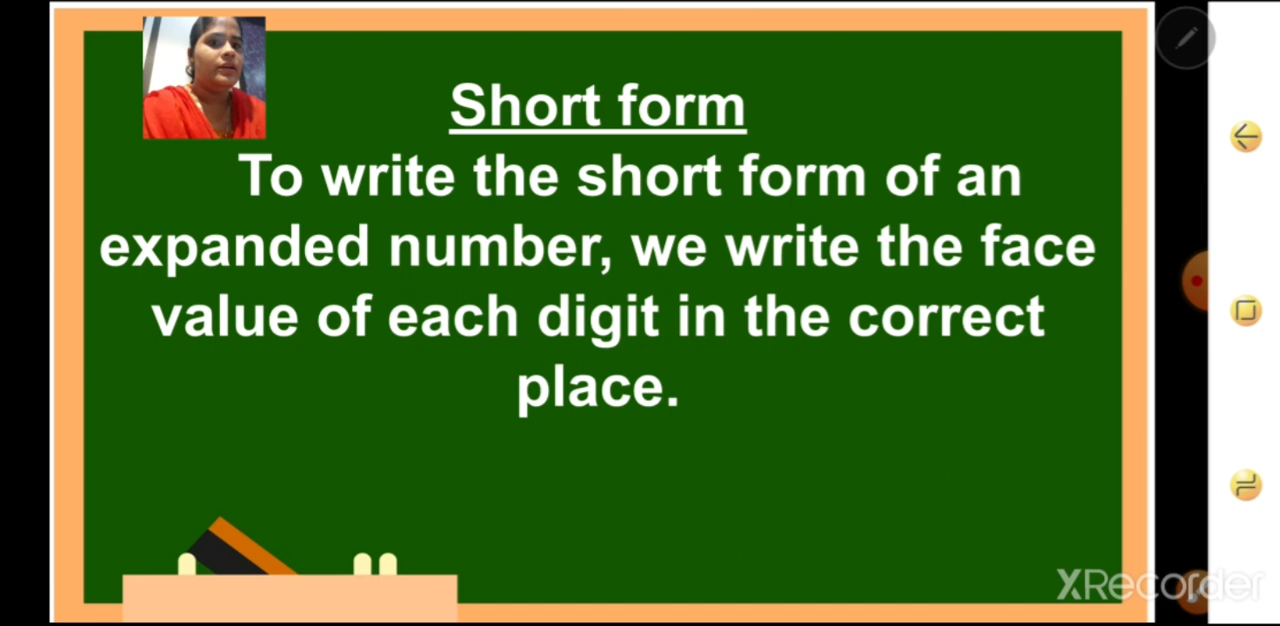 Short form
To write the short form of an
expanded number, we write the face
value of each digit in the correct
place.
XRecorder